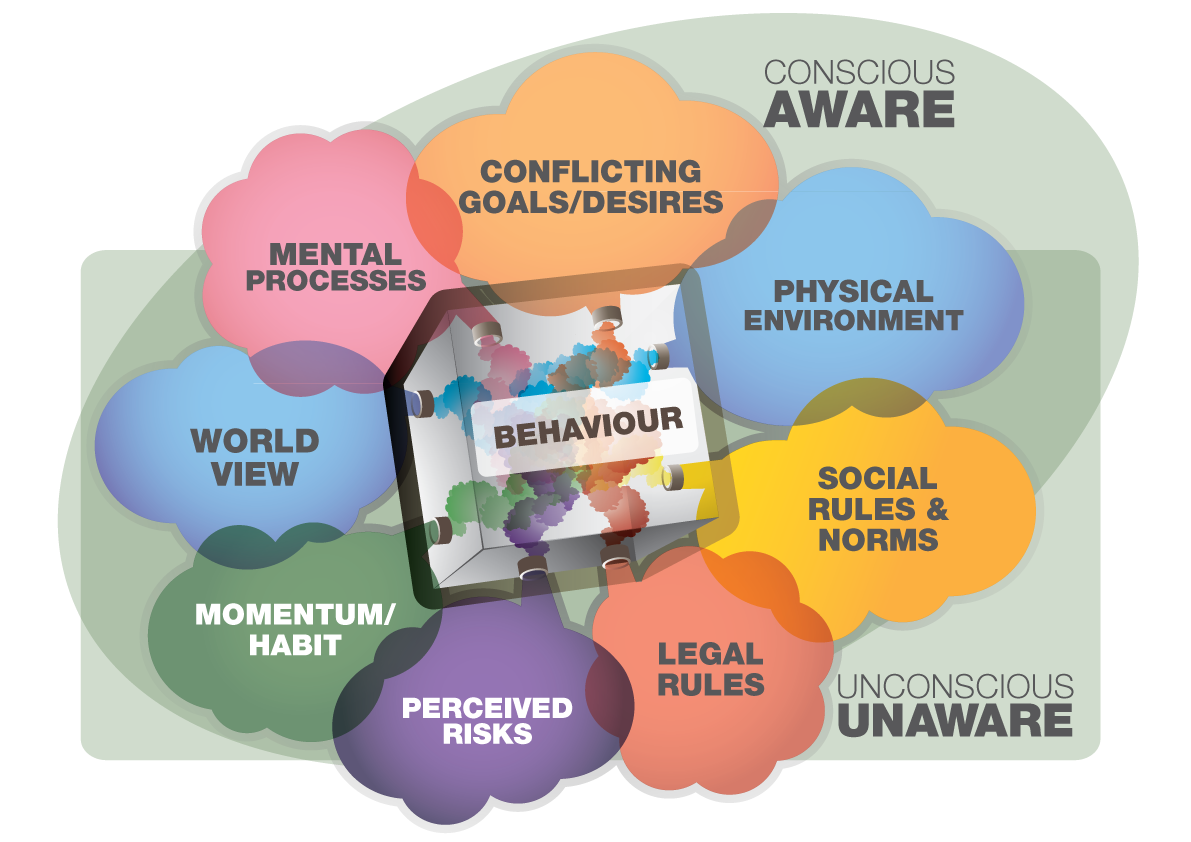 CONSCIOUS
AWARE
CONFLICTING
GOALS/DESIRES
MENTAL
PROCESSES
PHYSICAL
ENVIRONMENT
BEHAVIOUR
WORLD
VIEW
SOCIAL
RULES &
NORMS
MOMENTUM/
HABIT
LEGAL
RULES
PERCEIVED
RISKS
UNCONSCIOUS
UNAWARE